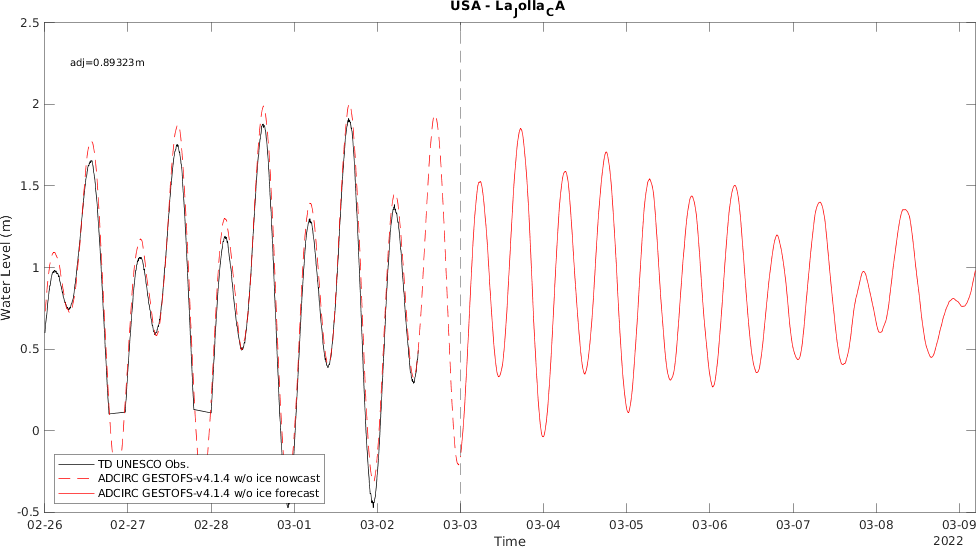 USA - LaJollaCA
2.5
adj=0.89323m
2
1.5
1
0.5
0
-0.5
Water Level (m)
TD UNESCO Obs.
ADCIRC GESTOFS-v4.1.4 w/o ice nowcast
ADCIRC GESTOFS-v4.1.4 w/o ice forecast
02-26 02-27 02-28 03-01 03-02 03-03 03-04 03-05 03-06 03-07 03-08 03-09
Time
2022